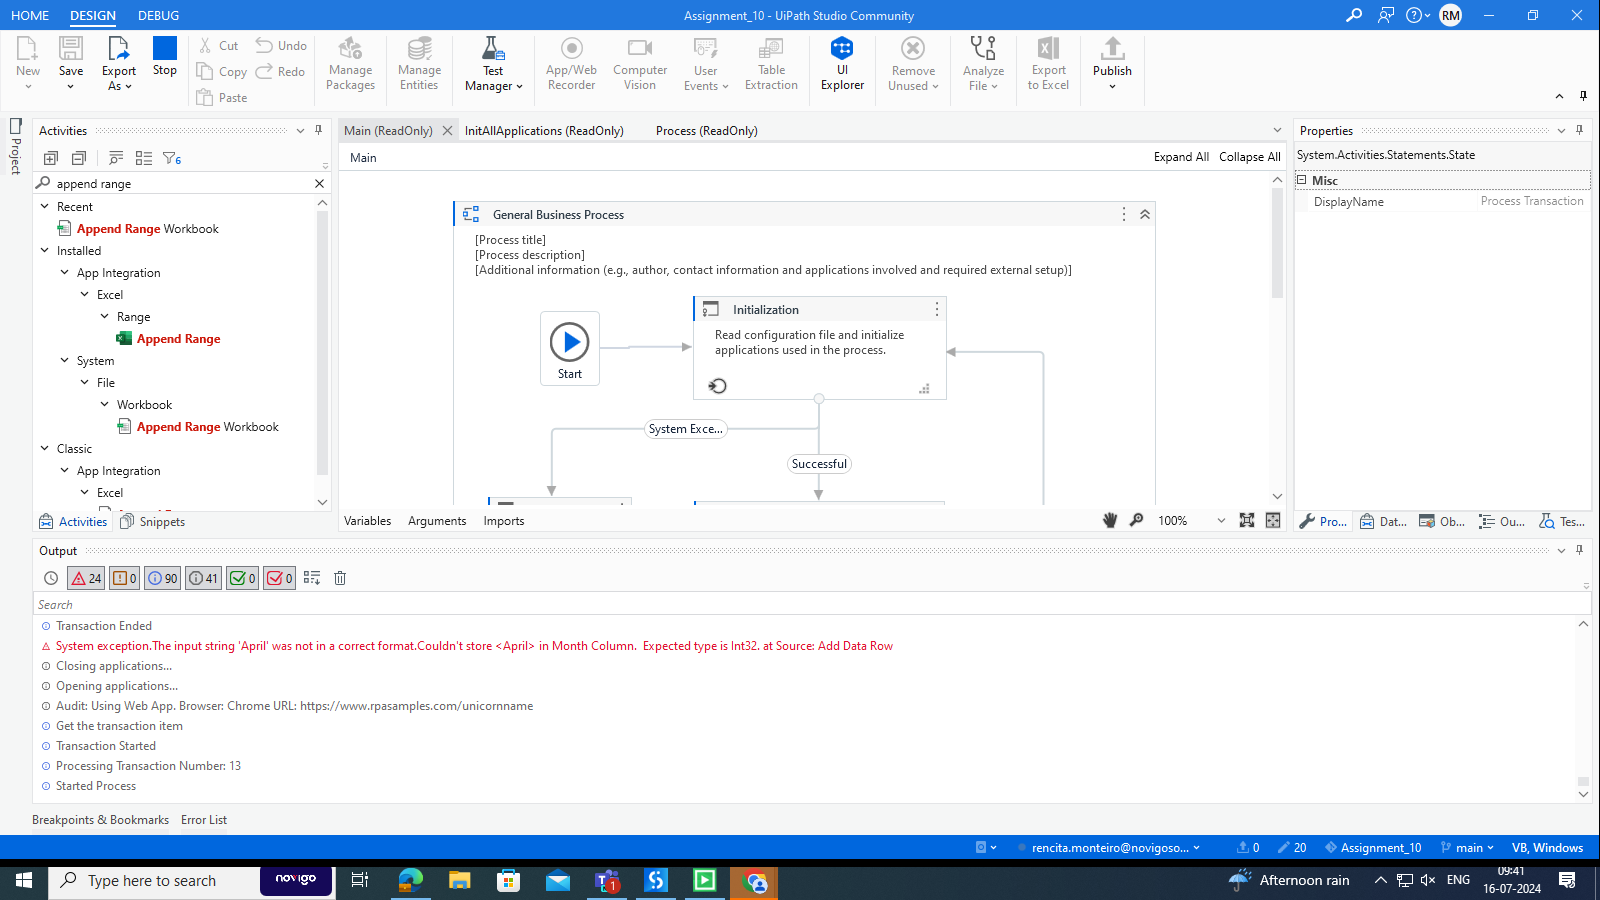 HOME DESIGN DEBUG
Assignment_10 - UiPath Studio Community
RM
New
Save
Export As
Stop
Cut
Copy
Paste
Undo
Redo
Manage Packages
Manage Entities
Test Manager
App/Web Recorder
Computer Vision
User Events
Table Extraction
UI Explorer
Remove Unused
Analyze File
Export to Excel
Publish
Project
Activities
6
append range
Recent
Append Range Workbook
Installed
App Integration
Excel
Range
Append Range
System
File
Workbook
Append Range Workbook
Classic
App Integration
Excel
Activities Snippets
Main (ReadOnly) InitAllApplications (ReadOnly) Process (ReadOnly)
Main Expand All Collapse All
General Business Process
[Process title]
[Process description]
[Additional information (e.g., author, contact information and applications involved and required external setup)]
Start
Initialization
Read configuration file and initialize
applications used in the process.
System Exce...
Successful
Variables Arguments Imports 100%
Properties
System.Activities.Statements.State
Misc
DisplayName Process Transaction
Pro... Dat... Ob... Ou... Tes...
Output
24 0 90 41 0 0
Search
Transaction Ended
System exception.The input string 'April' was not in a correct format.Couldn't store <April> in Month Column.  Expected type is Int32. at Source: Add Data Row
Closing applications...
Opening applications...
Audit: Using Web App. Browser: Chrome URL: https://www.rpasamples.com/unicornname
Get the transaction item
Transaction Started
Processing Transaction Number: 13
Started Process
Breakpoints & Bookmarks Error List
rencita.monteiro@novigoso... 0 20 Assignment_10 main VB, Windows
Type here to search
novigo
1
Afternoon rain
ENG
09:41
16-07-2024